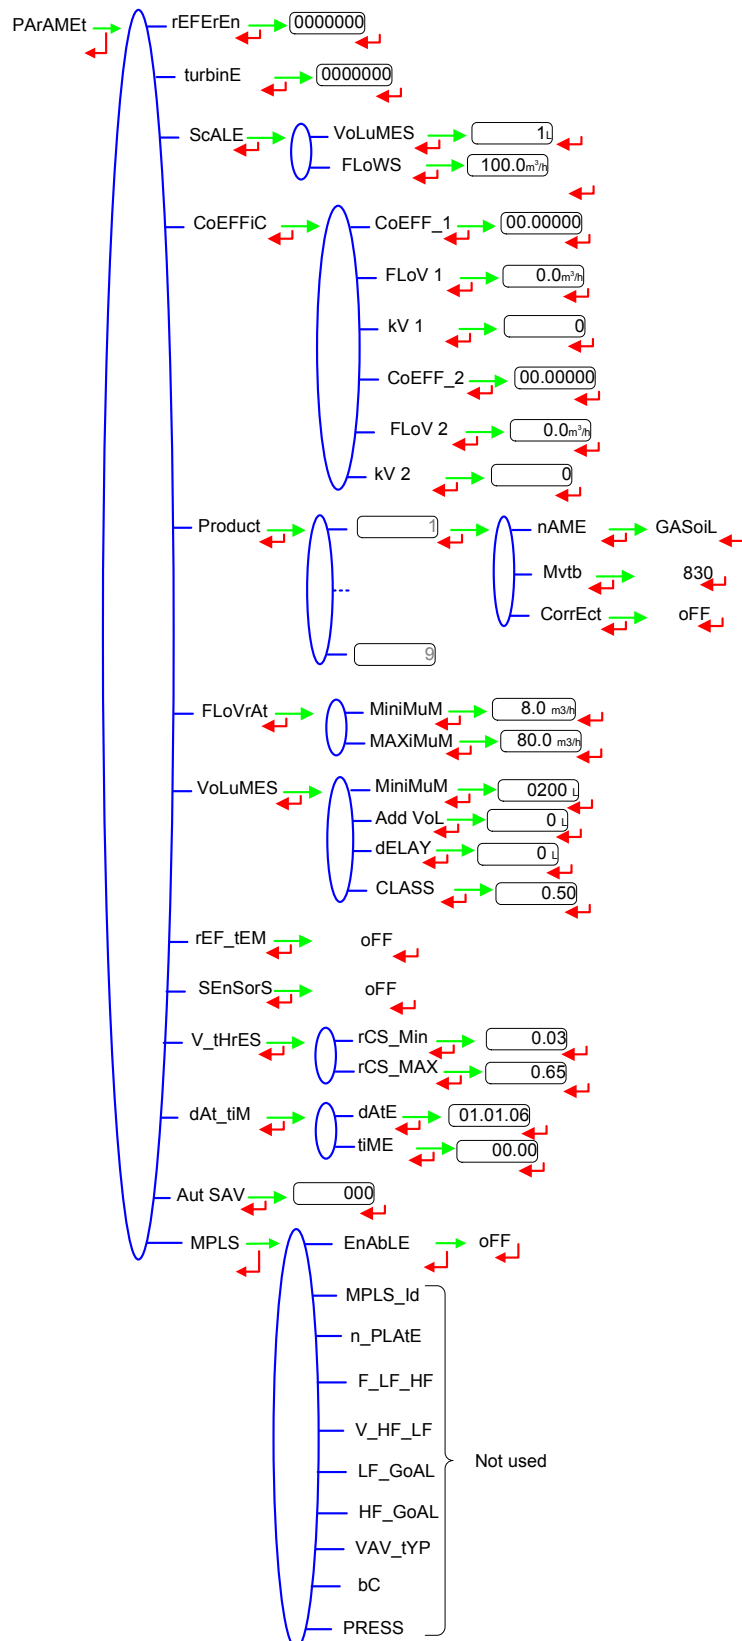 PArAMEt rEFErEn 0000000
turbinE 0000000
ScALE VoLuMES 1L
FLoWS 100.0m³/h
CoEFFiC CoEFF_1 00.00000
FLoV 1 0.0m³/h
kV 1 0
CoEFF_2 00.00000
FLoV 2 0.0m³/h
kV 2 0
Product 1 nAME GASoiL
Mvtb 830
CorrEct oFF
9
FLoVrAt MiniMuM 8.0 m3/h
MAXiMuM 80.0 m3/h
VoLuMES MiniMuM 0200 L
Add VoL 0 L
dELAY 0 L
CLASS 0.50
rEF_tEM oFF
SEnSorS oFF
V_tHrES rCS_Min 0.03
rCS_MAX 0.65
dAt_tiM dAtE 01.01.06
tiME 00.00
Aut SAV 000
MPLS EnAbLE oFF
MPLS_Id
n_PLAtE
F_LF_HF
V_HF_LF
LF_GoAL
Not used
HF_GoAL
VAV_tYP
bC
PRESS